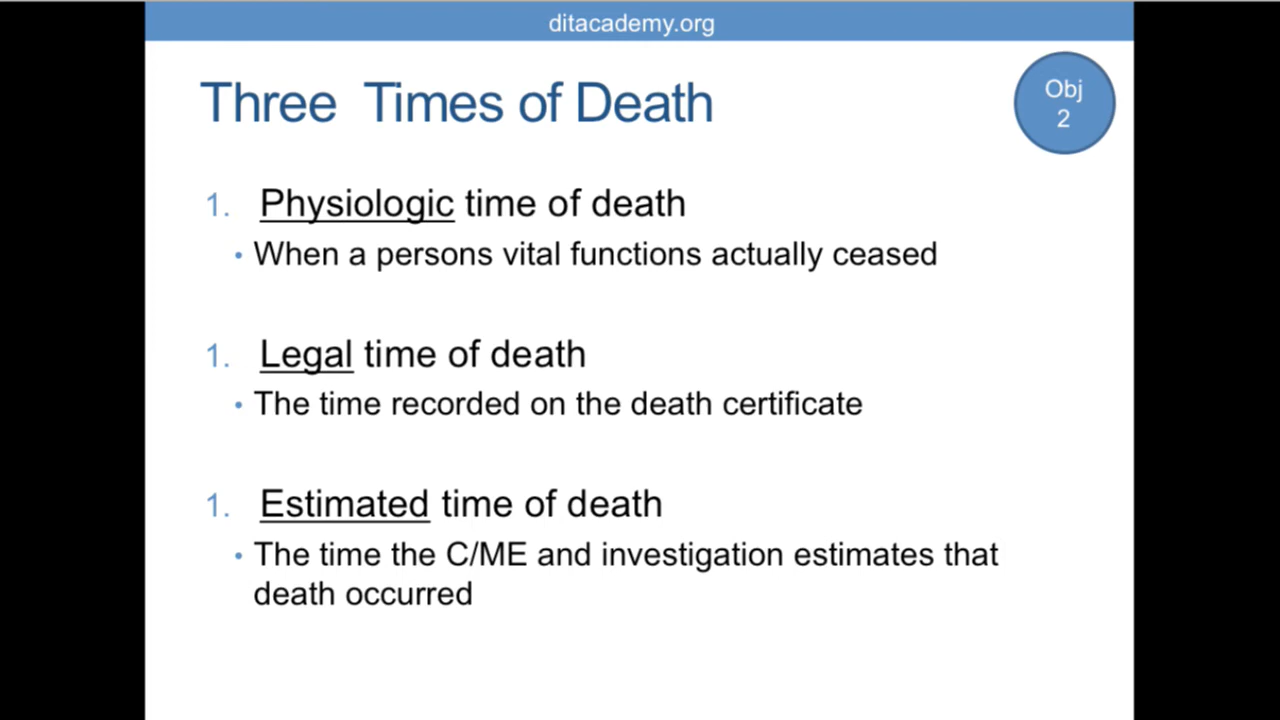 ditacademy.org
Three Times of Death
Obj
2
1. Physiologic time of death
• When a persons vital functions actually ceased
1. Legal time of death
• The time recorded on the death certificate
1. Estimated time of death
• The time the C/ME and investigation estimates that
death occurred